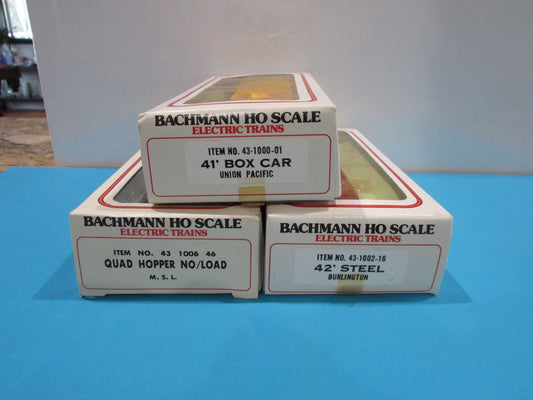 BACHMANN HO SCALE
ELECTRIC TRAINS
ITEM NO. 43-1000-01
41' BOX CAR
UNION PACIFIC
BACHMANN HO SCALE
ELECTRIC TRAINS
ITEM NO. 43 1006 46
QUAD HOPPER NO/LOAD
M. S. L.
BACHMANN HO SCALE
ELECTRIC TRAINS
ITEM NO. 43-1002-16
42' STEEL
BURLINGTON